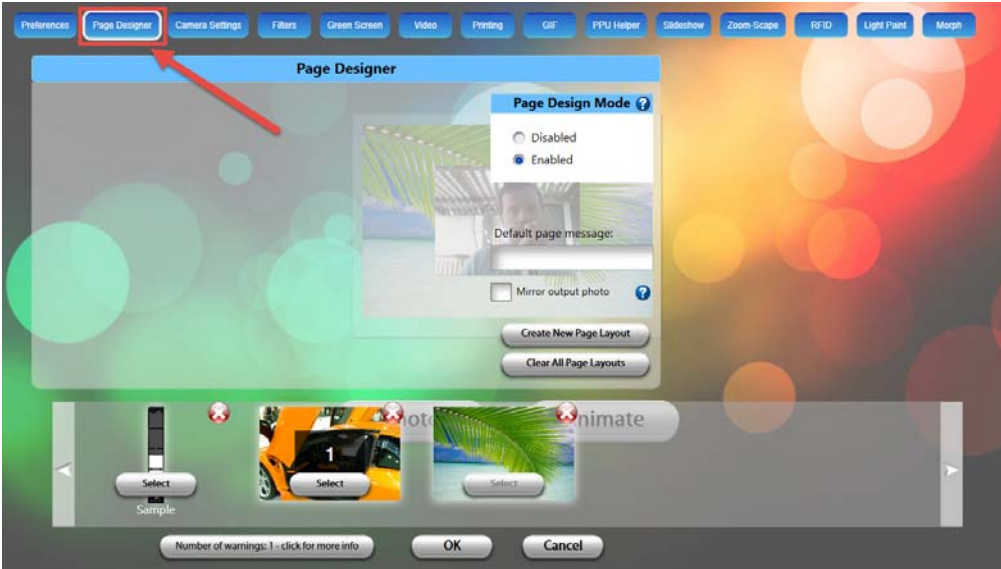 Preferences
Page Designer
Camera Settings
Filters
Green Screen
Video
Printing
GIF
PPU Helper
Slideshow
Zoom-Scape
RFID
Light Paint
Morph
Page Designer
Page Design Mode ?
Disabled
Enabled
Default page message:
Mirror output photo ?
Create New Page Layout
Clear All Page Layouts
1
Select
Select
Select
Sample
Number of warnings: 1 - click for more info
OK
Cancel